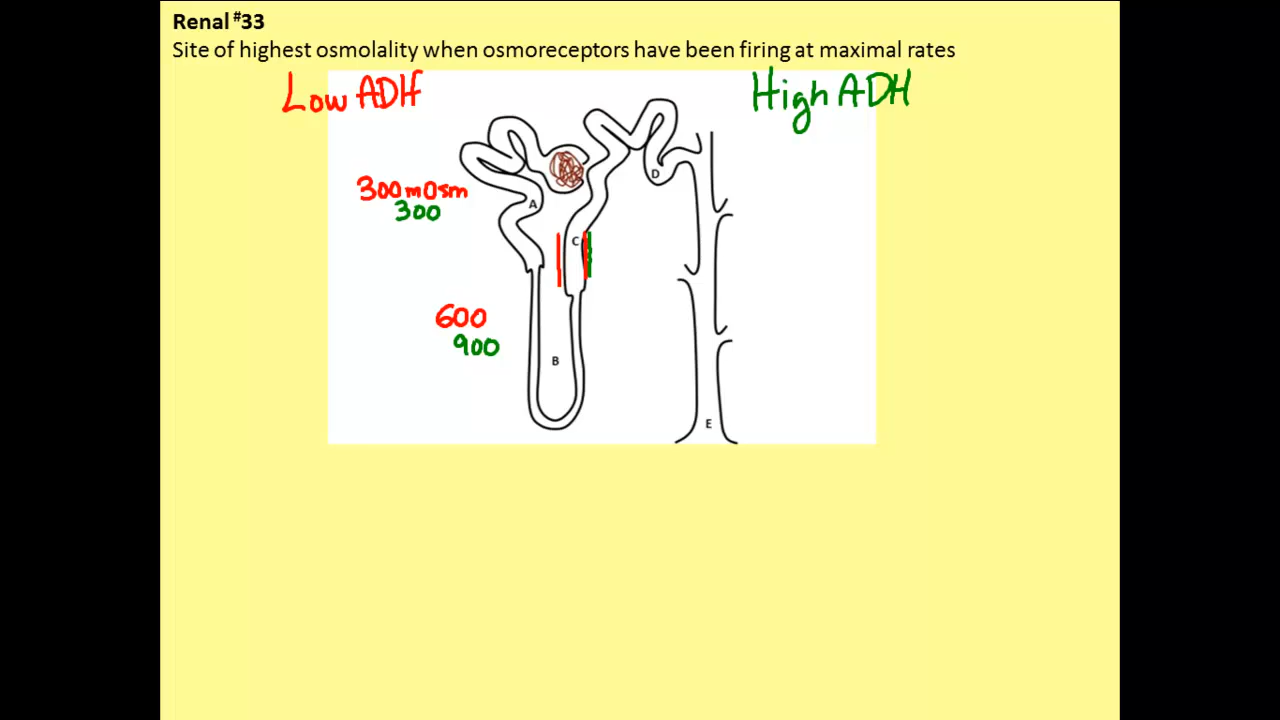 Renal #33
Site of highest osmolality when osmoreceptors have been firing at maximal rates
Low ADH
High ADH
300 mOsm
300
A
D
C
600
900
B
E